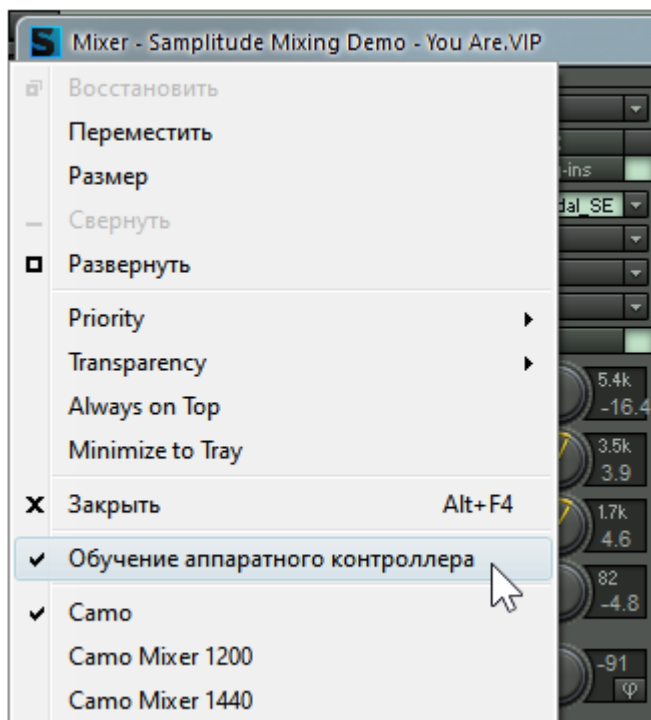 S Mixer - Samplitude Mixing Demo - You Are.VIP
Восстановить
Переместить
Размер
-ins
Свернуть
dal_SE
Развернуть
Priority
Transparency
5.4k
-16.4
Always on Top
Minimize to Tray
3.5k
3.9
Закрыть Alt+F4
1.7k
4.6
Обучение аппаратного контроллера
82
-4.8
Camo
Camo Mixer 1200
-91
φ
Camo Mixer 1440